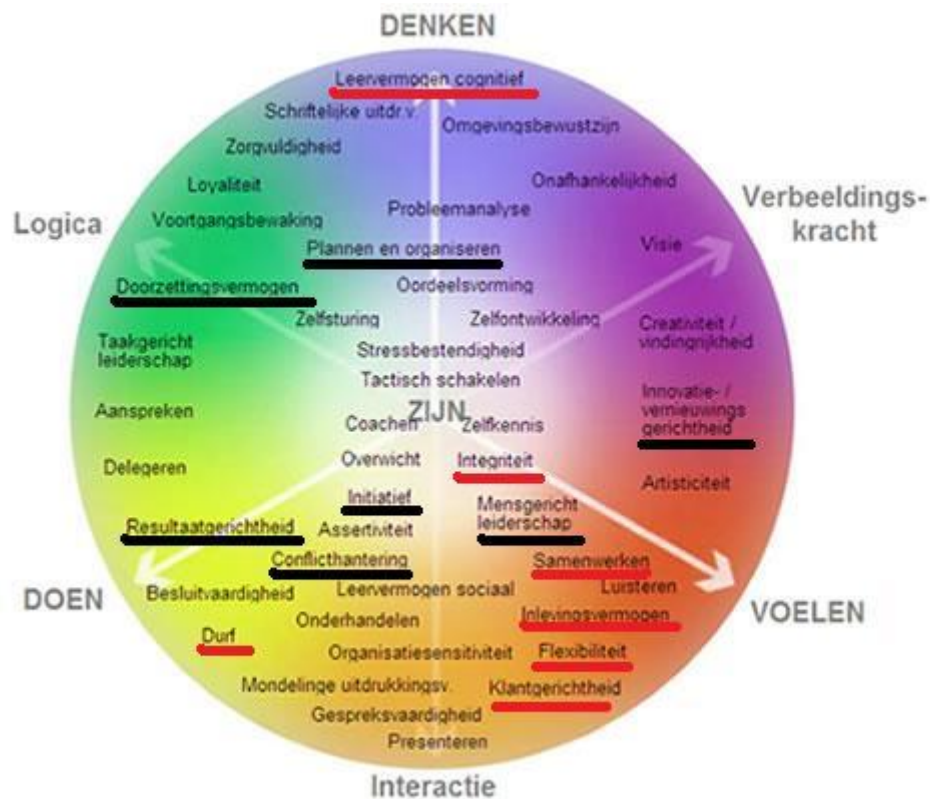 DENKEN
Leervermogen cognitief
Schriftelijke uitdr.v.
Omgevingsbewustzijn
Zorgvuldigheid
Loyaliteit
Onafhankelijkheid
Verbeeldings-
kracht
Logica
Voortgangsbewaking
Probleemanalyse
Plannen en organiseren
Visie
Doorzettingsvermogen
Oordeelsvorming
Zelfsturing
Zelfontwikkeling
Creativiteit /
vindingrijkheid
Taakgericht
leiderschap
Stressbestendigheid
Tactisch schakelen
Innovatie- /
vernieuwings
gerichtheid
Aanspreken
ZIJN
Coachen
Zelfkennis
Delegeren
Overwicht
Integriteit
Artisticiteit
Initiatief
Mensgericht
leiderschap
Resultaatgerichtheid
Assertiviteit
Conflicthantering
Samenwerken
DOEN
Besluitvaardigheid
Leervermogen sociaal
Luisteren
VOELEN
Onderhandelen
Inlevingsvermogen
Durf
Organisatiesensitiviteit
Flexibiliteit
Mondelinge uitdrukkingsv.
Klantgerichtheid
Gespreksvaardigheid
Presenteren
Interactie